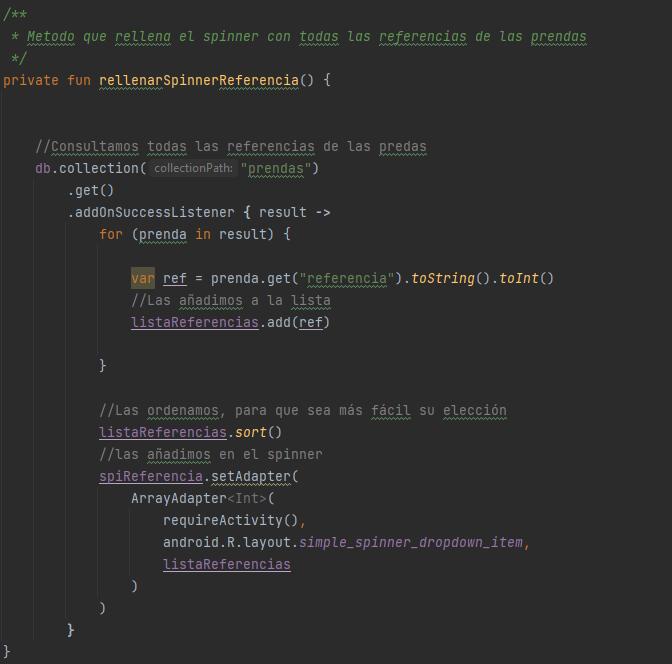 /**
 * Metodo que rellena el spinner con todas las referencias de las prendas
 */
private fun rellenarSpinnerReferencia() {
//Consultamos todas las referencias de las predas
db.collection( collectionPath: "prendas")
.get()
.addOnSuccessListener { result ->
for (prenda in result) {
var ref = prenda.get("referencia").toString().toInt()
//Las añadimos a la lista
listaReferencias.add(ref)
}
//Las ordenamos, para que sea más fácil su elección
listaReferencias.sort()
//las añadimos en el spinner
spiReferencia.setAdapter(
ArrayAdapter<Int>(
requireActivity(),
android.R.layout.simple_spinner_dropdown_item,
listaReferencias
)
)
}
}